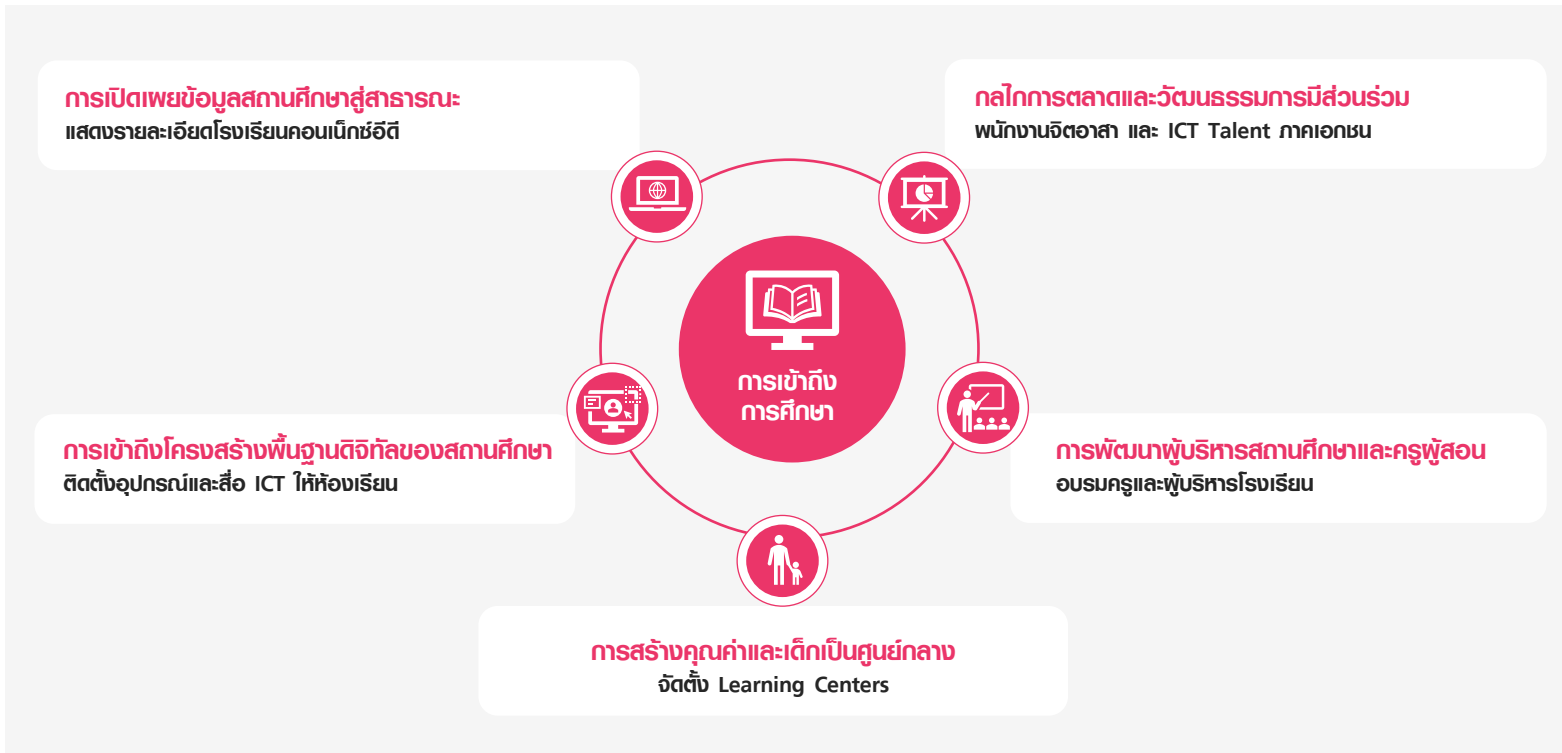 การเปิดเผยข้อมูลสถานศึกษาสู่สาธารณะ
แสดงรายละเอียดโรงเรียนคอนเน็กซ์อีดี
กลไกการตลาดและวัฒนธรรมการมีส่วนร่วม
พนักงานจิตอาสา และ ICT Talent ภาคเอกชน
การเข้าถึง
การศึกษา
การเข้าถึงโครงสร้างพื้นฐานดิจิทัลของสถานศึกษา
ติดตั้งอุปกรณ์และสื่อ ICT ให้ห้องเรียน
การพัฒนาผู้บริหารสถานศึกษาและครูผู้สอน
อบรมครูและผู้บริหารโรงเรียน
การสร้างคุณค่าและเด็กเป็นศูนย์กลาง
จัดตั้ง Learning Centers